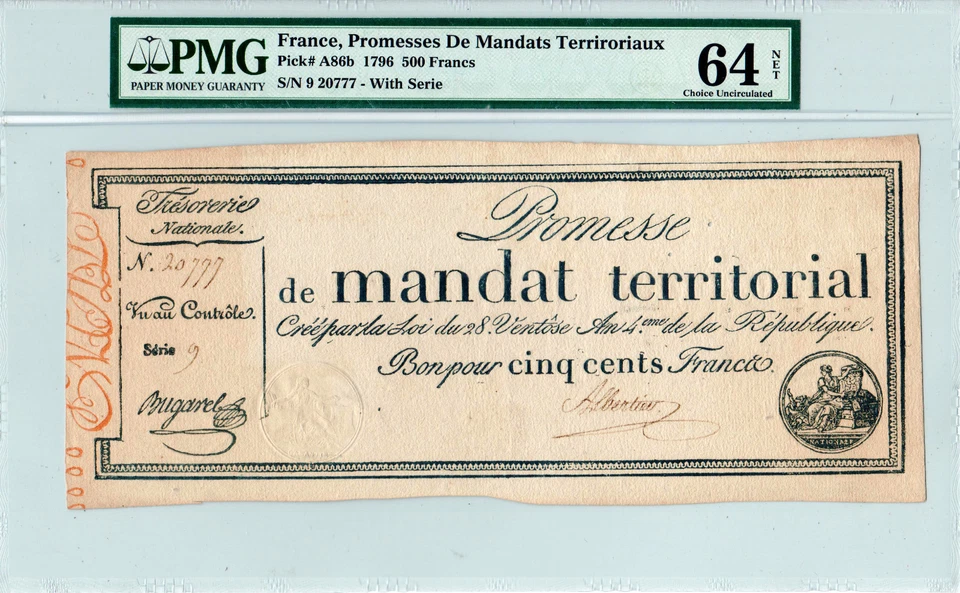 PMG
PAPER MONEY GUARANTY
France, Promesses De Mandats Terriroriaux
Pick# A86b 1796 500 Francs
S/N 9 20777 - With Serie
64 NET
Choice Uncirculated
Trésorerie
Nationale.
N. 20777
Vu au Contrôle.
Série 9
Bugarel
Promesse
de mandat territorial
Créé par la Loi du 28. Ventôse An 4.eme de la République.
Bon pour cinq cents Francs.
NATIONALE